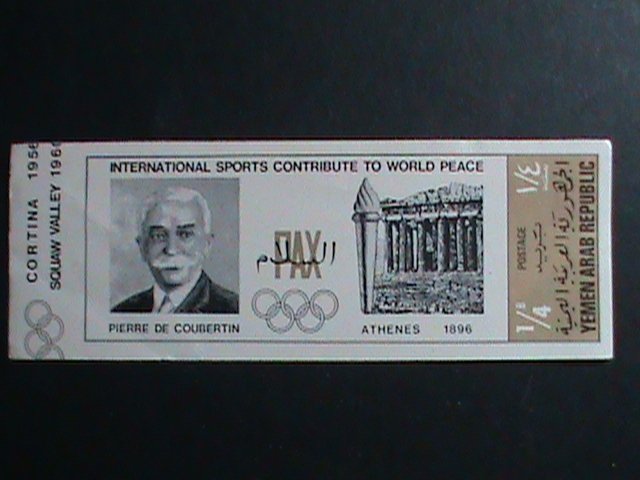 CORTINA 1956
SQUAW VALLEY 1960
INTERNATIONAL SPORTS CONTRIBUTE TO WORLD PEACE
PAX
السلام
PIERRE DE COUBERTIN
ATHENES 1896
١/٤
POSTAGE
بريد
1/4 B
الجمهورية العربية اليمنية
YEMEN ARAB REPUBLIC